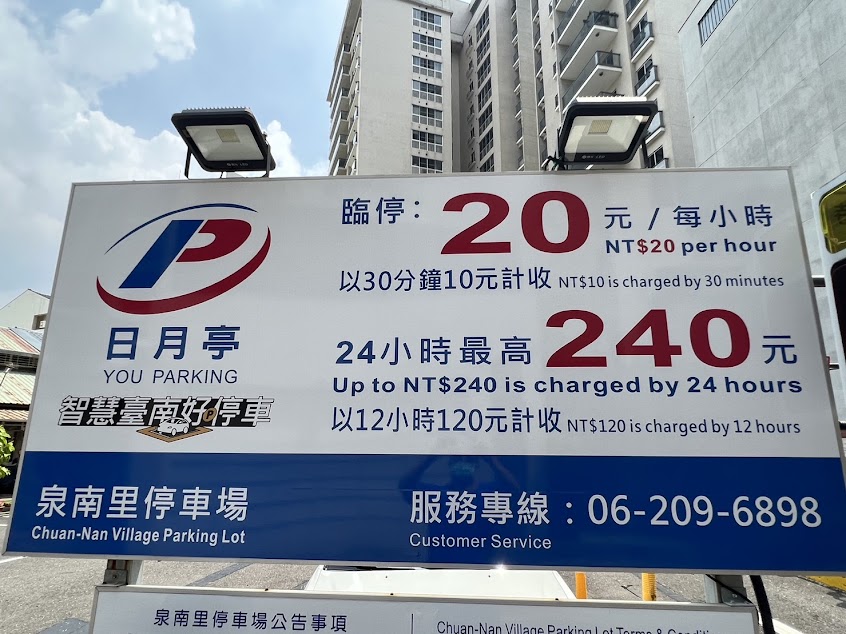 P
日月亭
YOU PARKING
智慧臺南好停車
臨停：20元 / 每小時
NT$20 per hour
以30分鐘10元計收 NT$10 is charged by 30 minutes
24小時最高240元
Up to NT$240 is charged by 24 hours
以12小時120元計收 NT$120 is charged by 12 hours
泉南里停車場
Chuan-Nan Village Parking Lot
服務專線：06-209-6898
Customer Service
泉南里停車場公告事項
Chuan-Nan Village Parking Lot Terms & Conditi